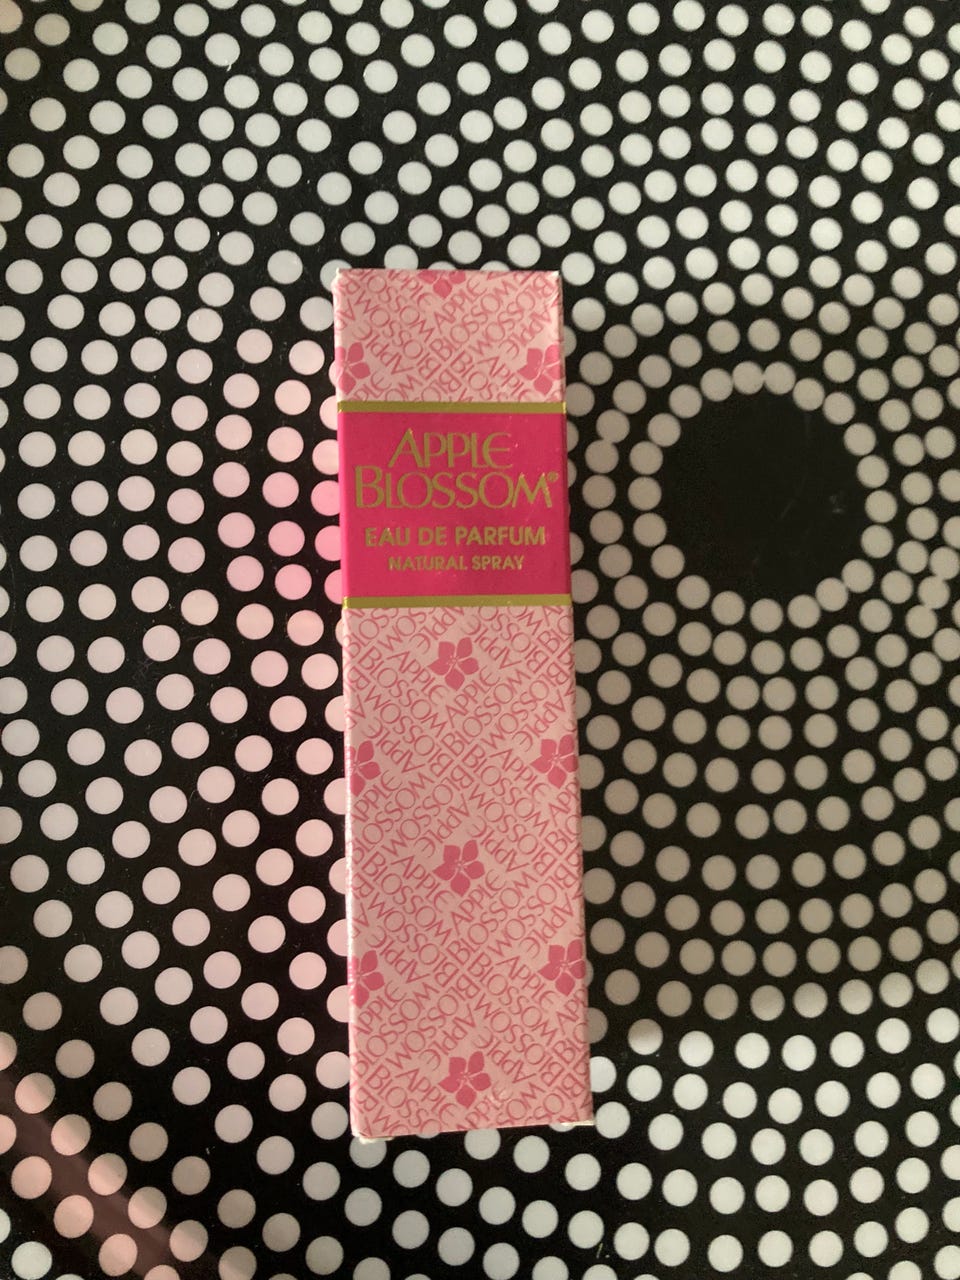 APPLE
BLOSSOM®
EAU DE PARFUM
NATURAL SPRAY